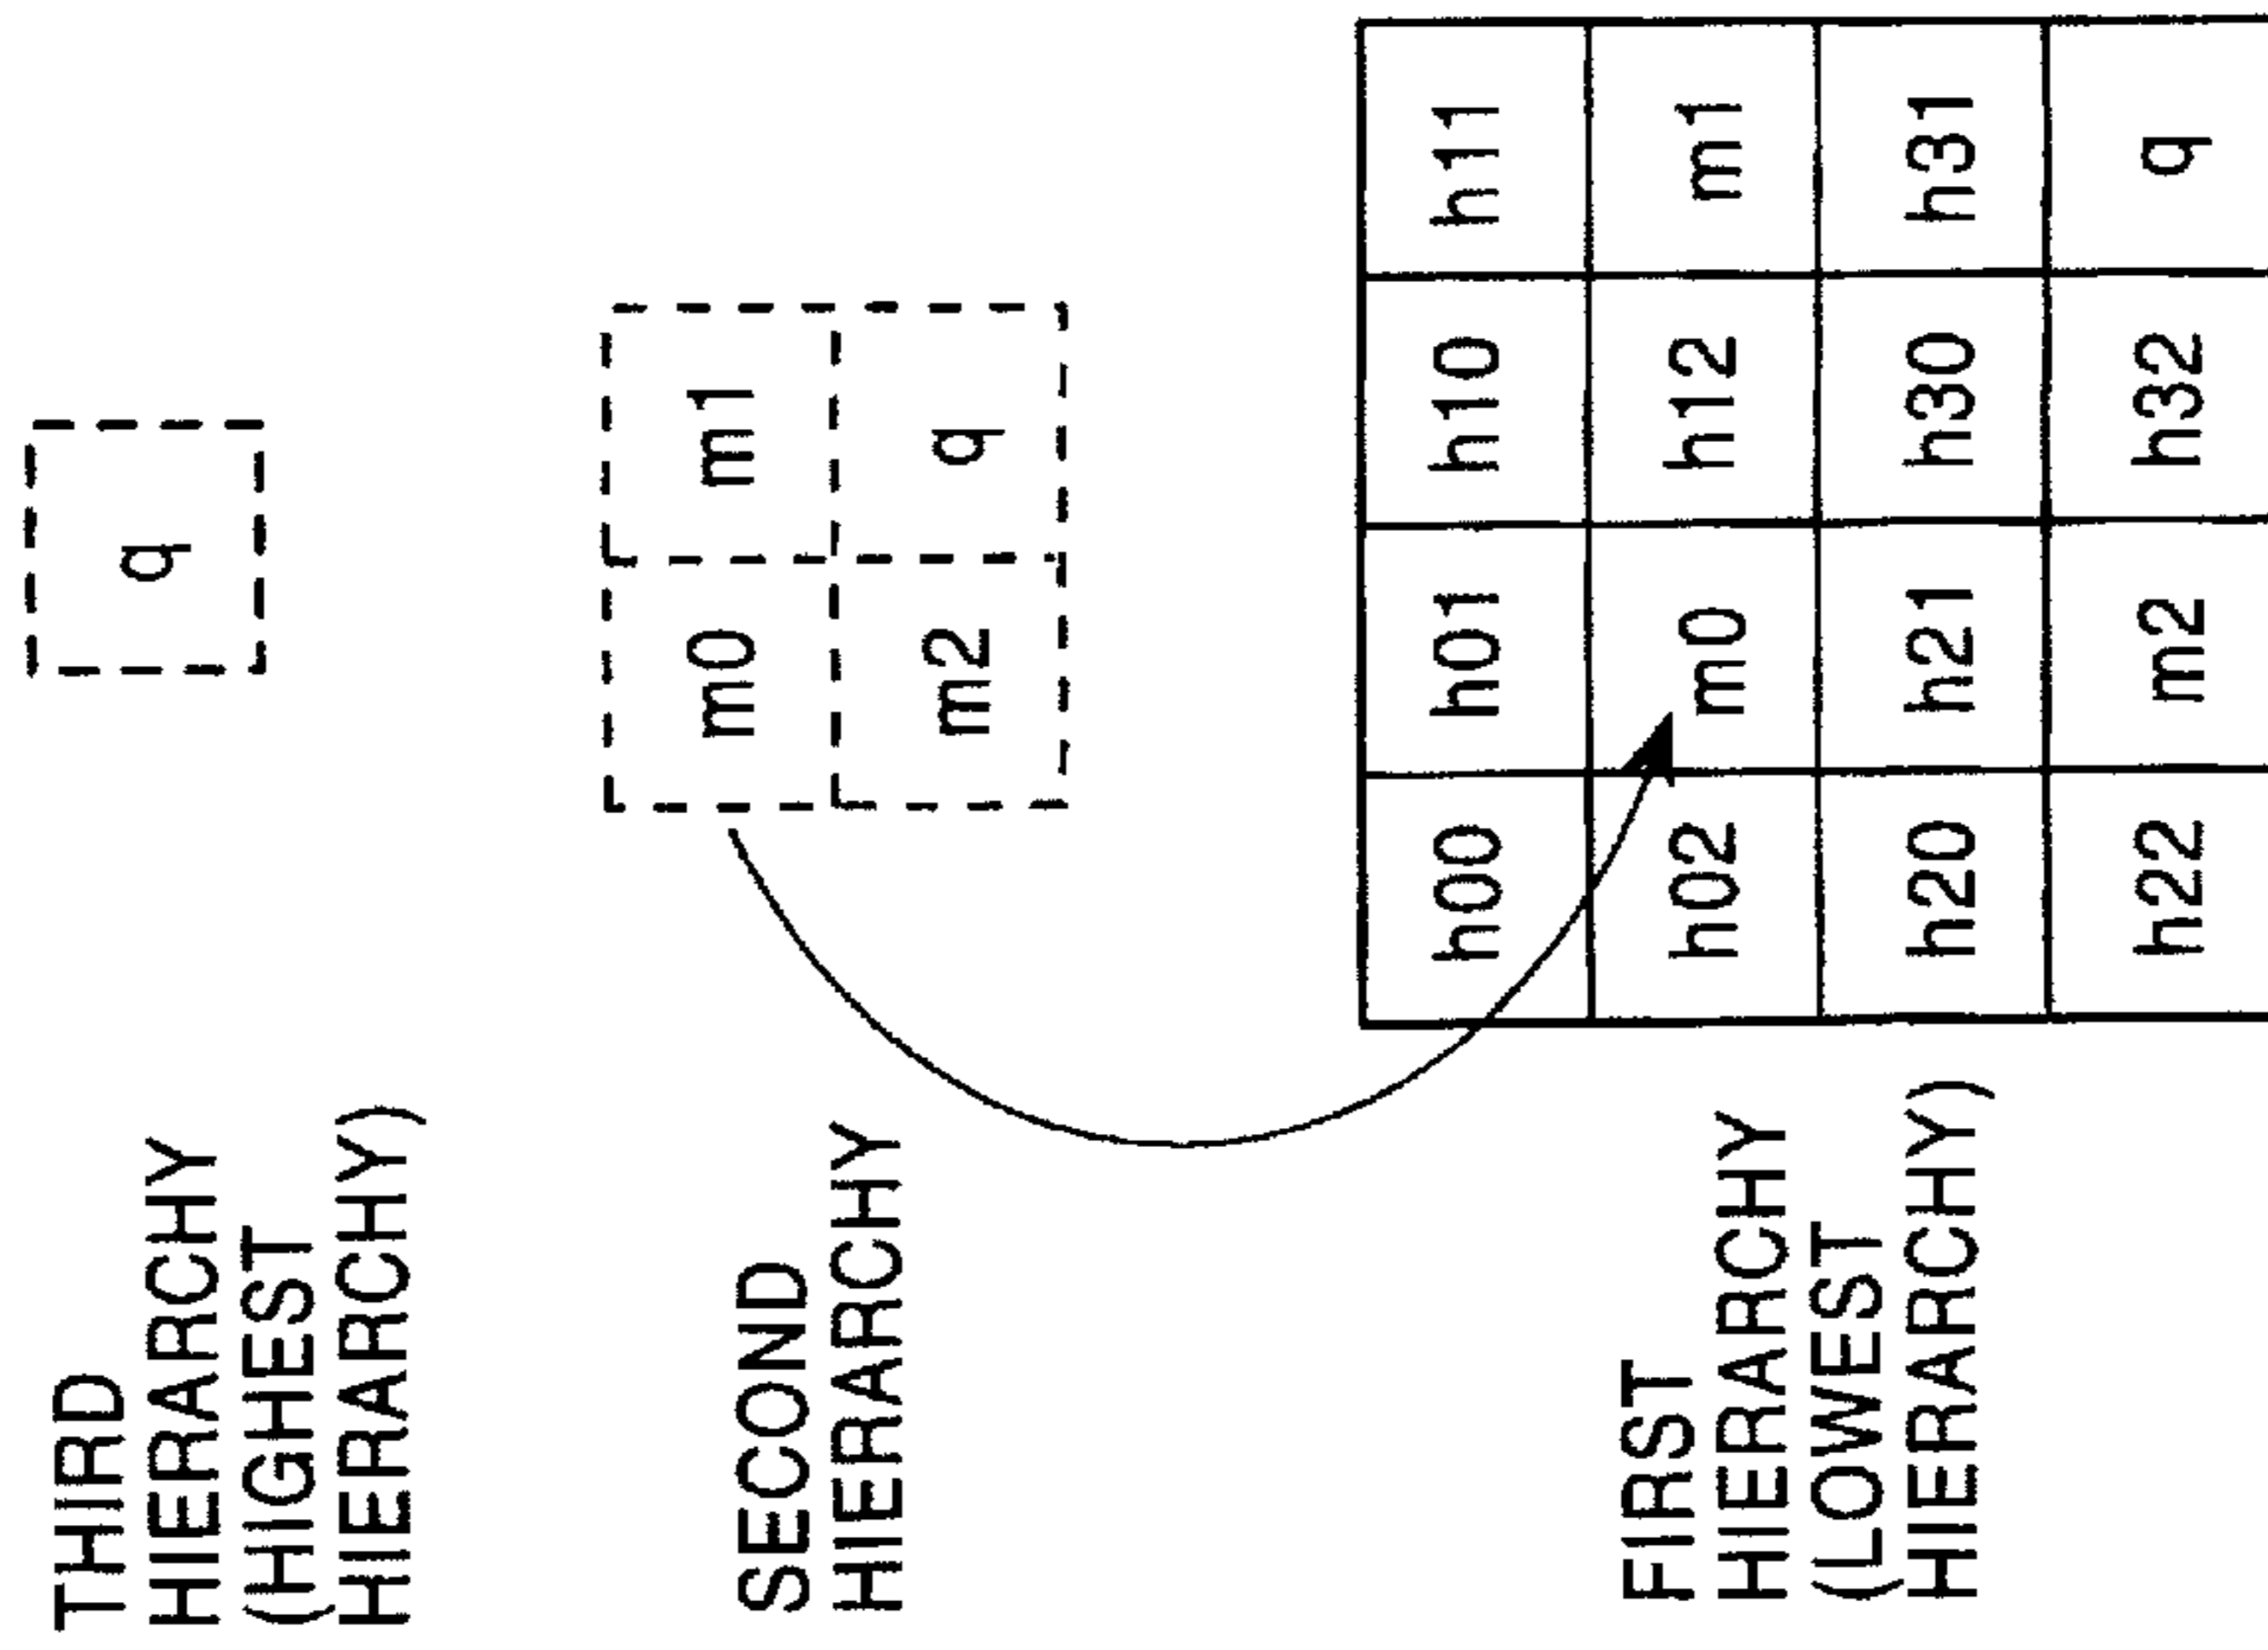 THIRD
HIERARCHY
(HIGHEST
HIERARCHY)
q
SECOND
HIERARCHY
m0 m1
m2 q
FIRST
HIERARCHY
(LOWEST
HIERARCHY)
h00 h01 h10 h11
h02 m0 h12 m1
h20 h21 h30 h31
h22 m2 h32 q